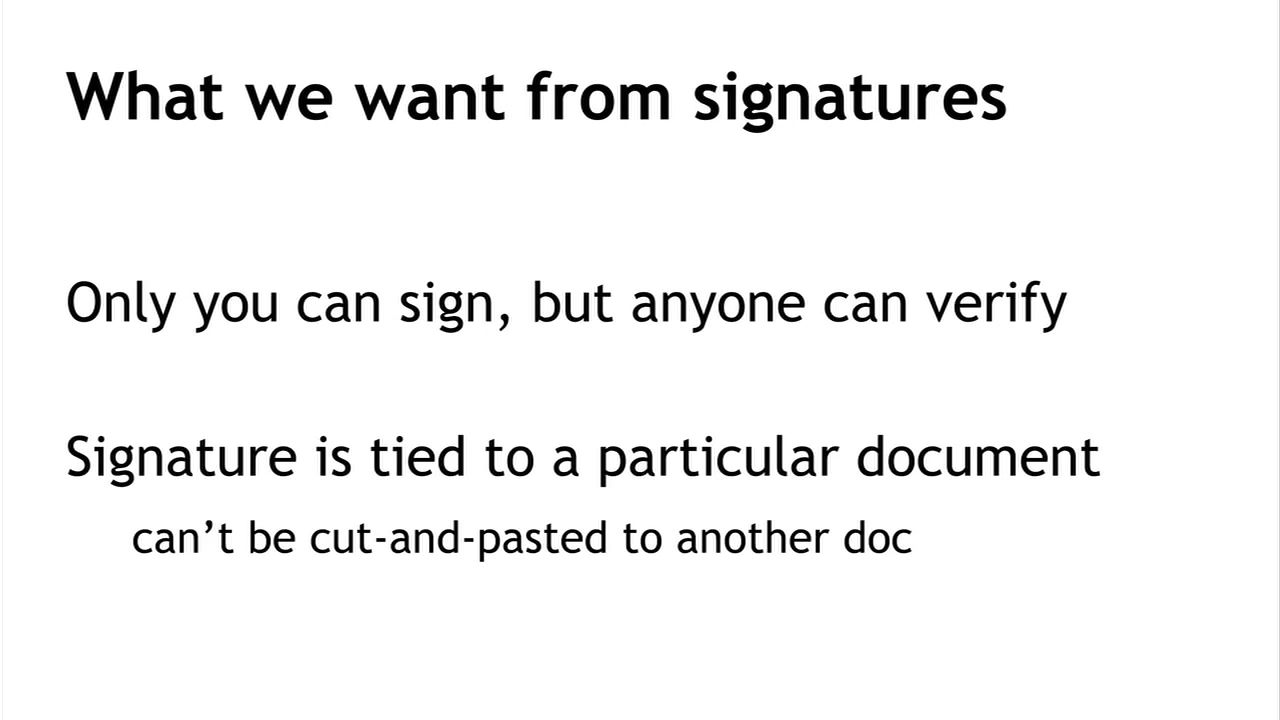 What we want from signatures
Only you can sign, but anyone can verify
Signature is tied to a particular document
can’t be cut-and-pasted to another doc